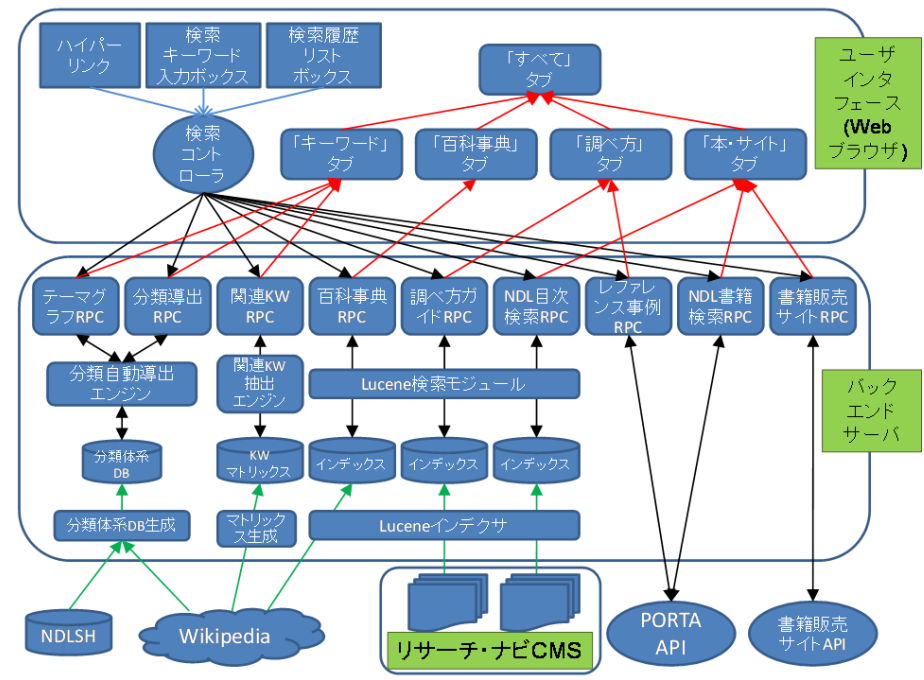 ハイパー
リンク
検索
キーワード
入力ボックス
検索履歴
リスト
ボックス
「すべて」
タブ
ユーザ
インタ
フェース
(Web
ブラウザ)
検索
コント
ローラ
「キーワード」
タブ
「百科事典」
タブ
「調べ方」
タブ
「本・サイト」
タブ
テーマグ
ラフRPC
分類導出
RPC
関連KW
RPC
百科事典
RPC
調べ方ガ
イドRPC
NDL目次
検索RPC
レファレ
ンス事例
RPC
NDL書籍
検索RPC
書籍販売
サイトRPC
分類自動導出
エンジン
関連KW
抽出
エンジン
Lucene検索モジュール
バック
エンド
サーバ
分類体系
DB
KW
マトリックス
インデックス
インデックス
インデックス
分類体系DB生成
マトリック
ス生成
Luceneインデクサ
NDLSH
Wikipedia
リサーチ・ナビCMS
PORTA
API
書籍販売
サイトAPI